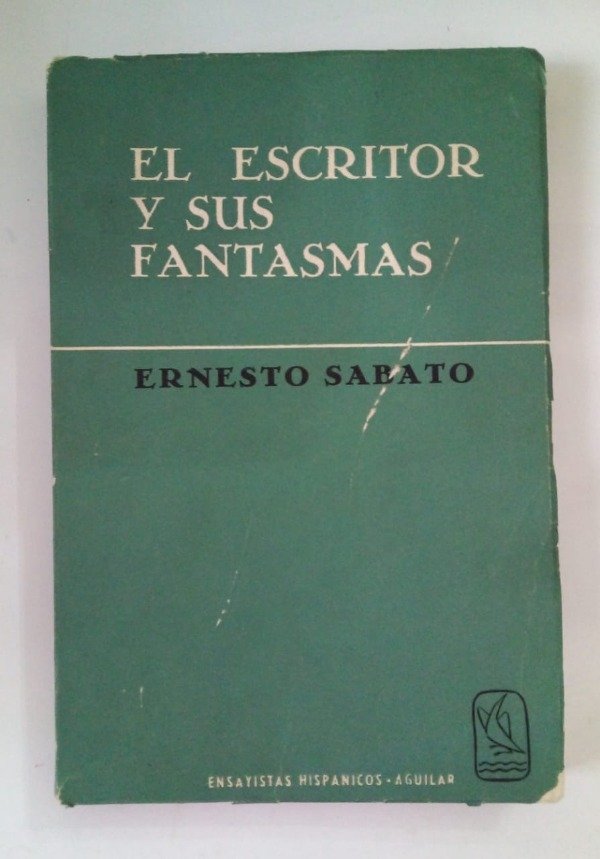 EL ESCRITOR
Y SUS
FANTASMAS
ERNESTO SABATO
ENSAYISTAS HISPANICOS - AGUILAR